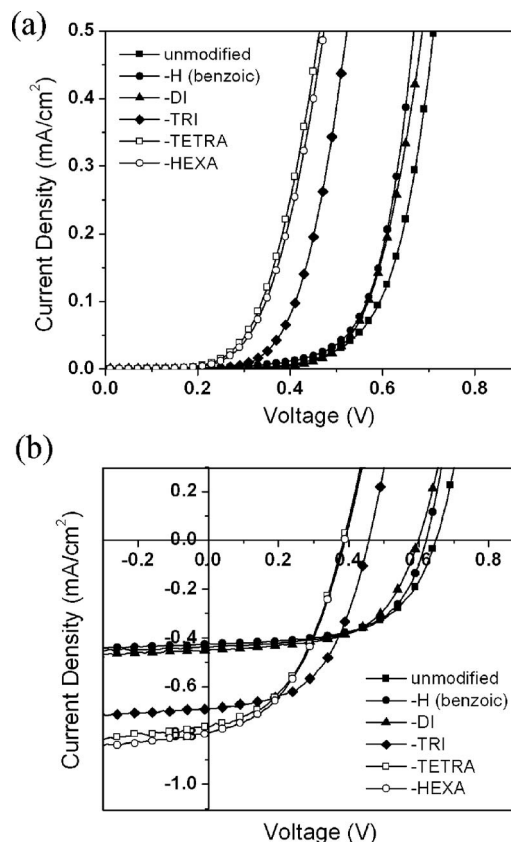 (a)
0.5
0.4
0.3
0.2
0.1
0.0
Current Density (mA/cm²)
unmodified
-H (benzoic)
-DI
-TRI
-TETRA
-HEXA
0.0 0.2 0.4 0.6 0.8
Voltage (V)
(b)
0.2
0.0
-0.2
-0.4
-0.6
-0.8
-1.0
Current Density (mA/cm²)
-0.2 0.0 0.2 0.4 0.6 0.8
unmodified
-H (benzoic)
-DI
-TRI
-TETRA
-HEXA
Voltage (V)